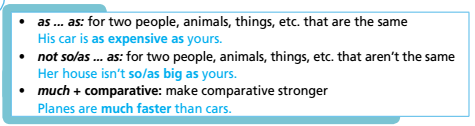 • as ... as: for two people, animals, things, etc. that are the same
His car is as expensive as yours.
• not so/as ... as: for two people, animals, things, etc. that aren't the same
Her house isn't so/as big as yours.
• much + comparative: make comparative stronger
Planes are much faster than cars.